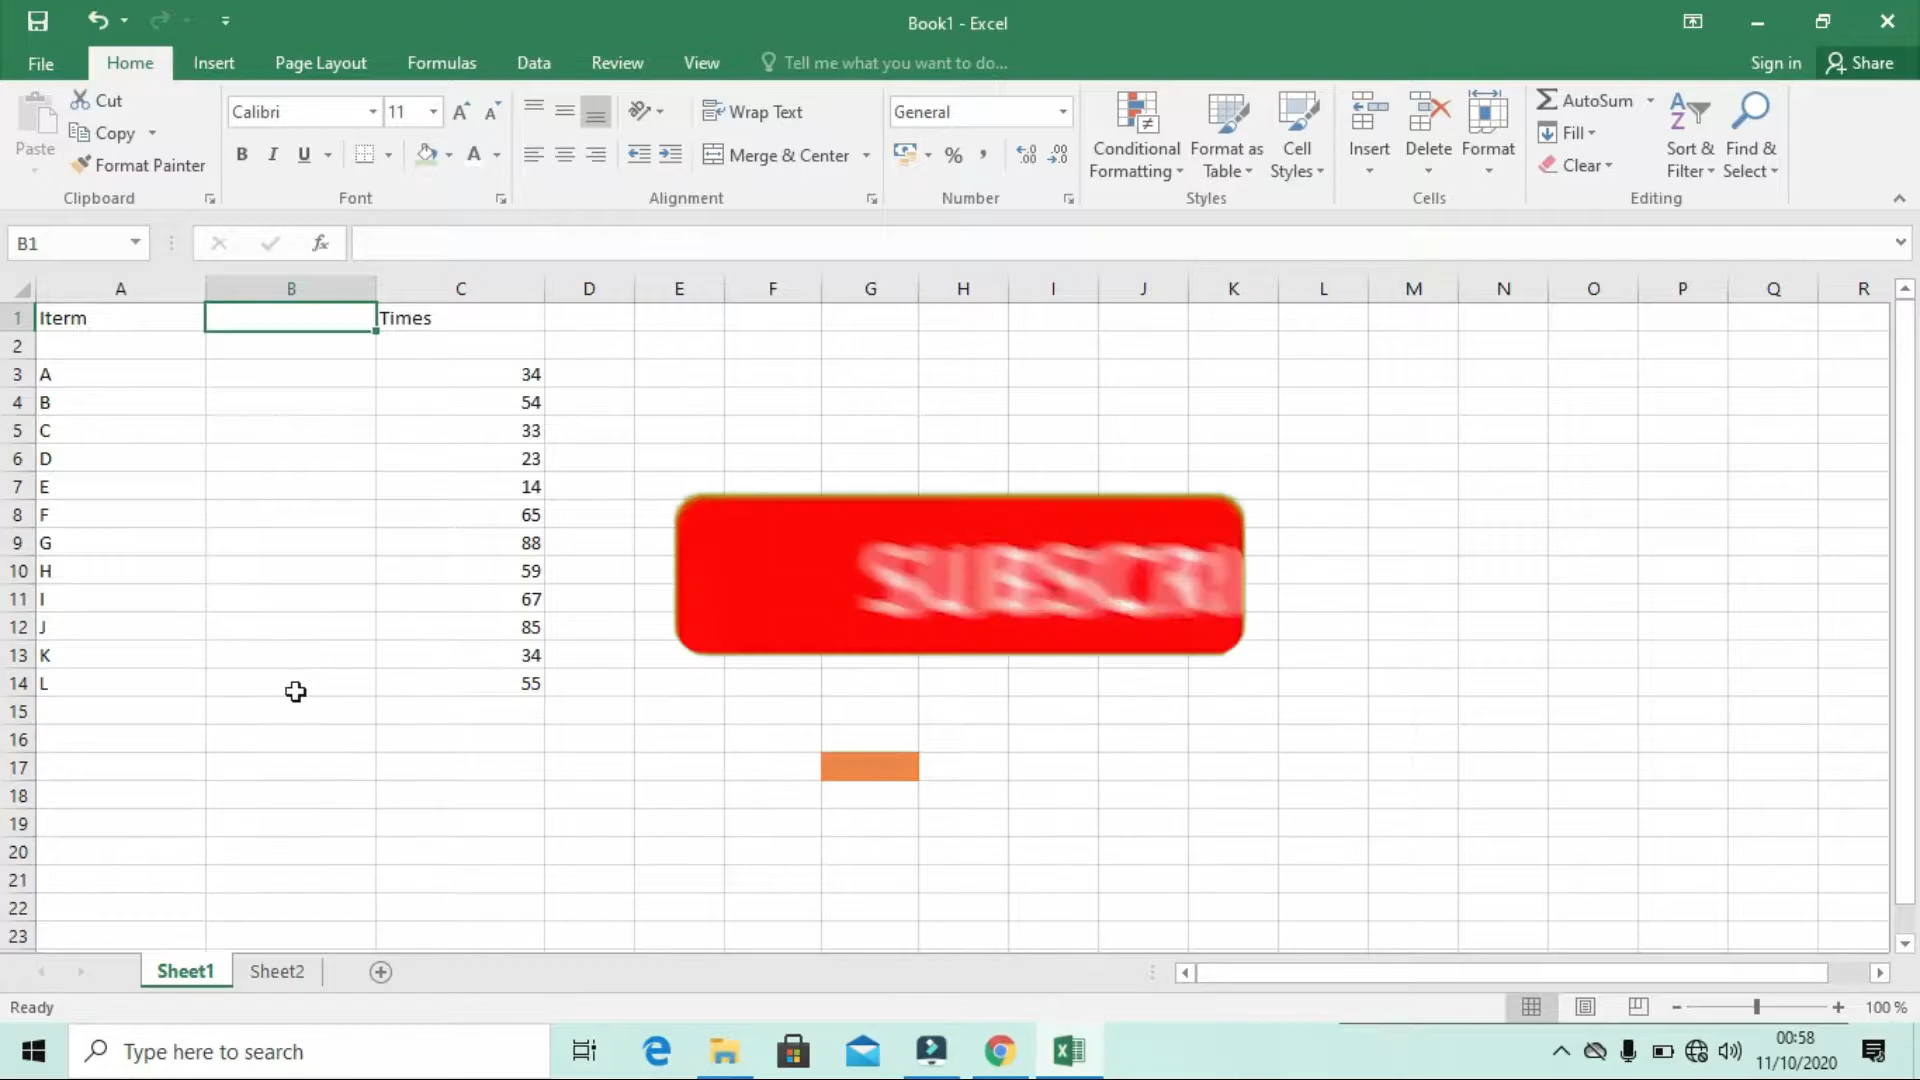 Book1 - Excel
File Home Insert Page Layout Formulas Data Review View Tell me what you want to do... Sign in Share
Paste
Cut
Copy
Format Painter
Clipboard
Calibri 11
B I U
Font
Wrap Text
Merge & Center
Alignment
General
%
Number
Conditional Formatting
Format as Table
Cell Styles
Styles
Insert
Delete
Format
Cells
AutoSum
Fill
Clear
Sort & Filter
Find & Select
Editing
B1 fx
A B C D E F G H I J K L M N O P Q R
1 Iterm Times
2
3 A 34
4 B 54
5 C 33
6 D 23
7 E 14
8 F 65
9 G 88
10 H 59
11 I 67
12 J 85
13 K 34
14 L 55
15
16
17
18
19
20
21
22
23
Sheet1 Sheet2
Ready 100 %
Type here to search
00:58
11/10/2020